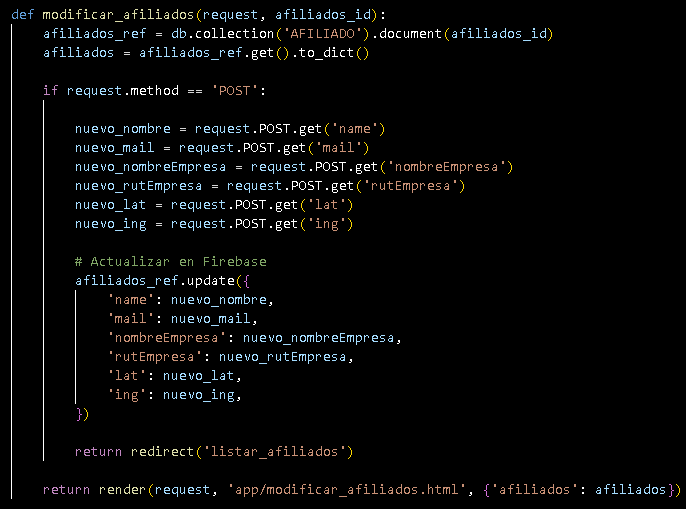 def modificar_afiliados(request, afiliados_id):
    afiliados_ref = db.collection('AFILIADO').document(afiliados_id)
    afiliados = afiliados_ref.get().to_dict()

    if request.method == 'POST':

        nuevo_nombre = request.POST.get('name')
        nuevo_mail = request.POST.get('mail')
        nuevo_nombreEmpresa = request.POST.get('nombreEmpresa')
        nuevo_rutEmpresa = request.POST.get('rutEmpresa')
        nuevo_lat = request.POST.get('lat')
        nuevo_ing = request.POST.get('ing')

        # Actualizar en Firebase
        afiliados_ref.update({
            'name': nuevo_nombre,
            'mail': nuevo_mail,
            'nombreEmpresa': nuevo_nombreEmpresa,
            'rutEmpresa': nuevo_rutEmpresa,
            'lat': nuevo_lat,
            'ing': nuevo_ing,
        })

        return redirect('listar_afiliados')

    return render(request, 'app/modificar_afiliados.html', {'afiliados': afiliados})